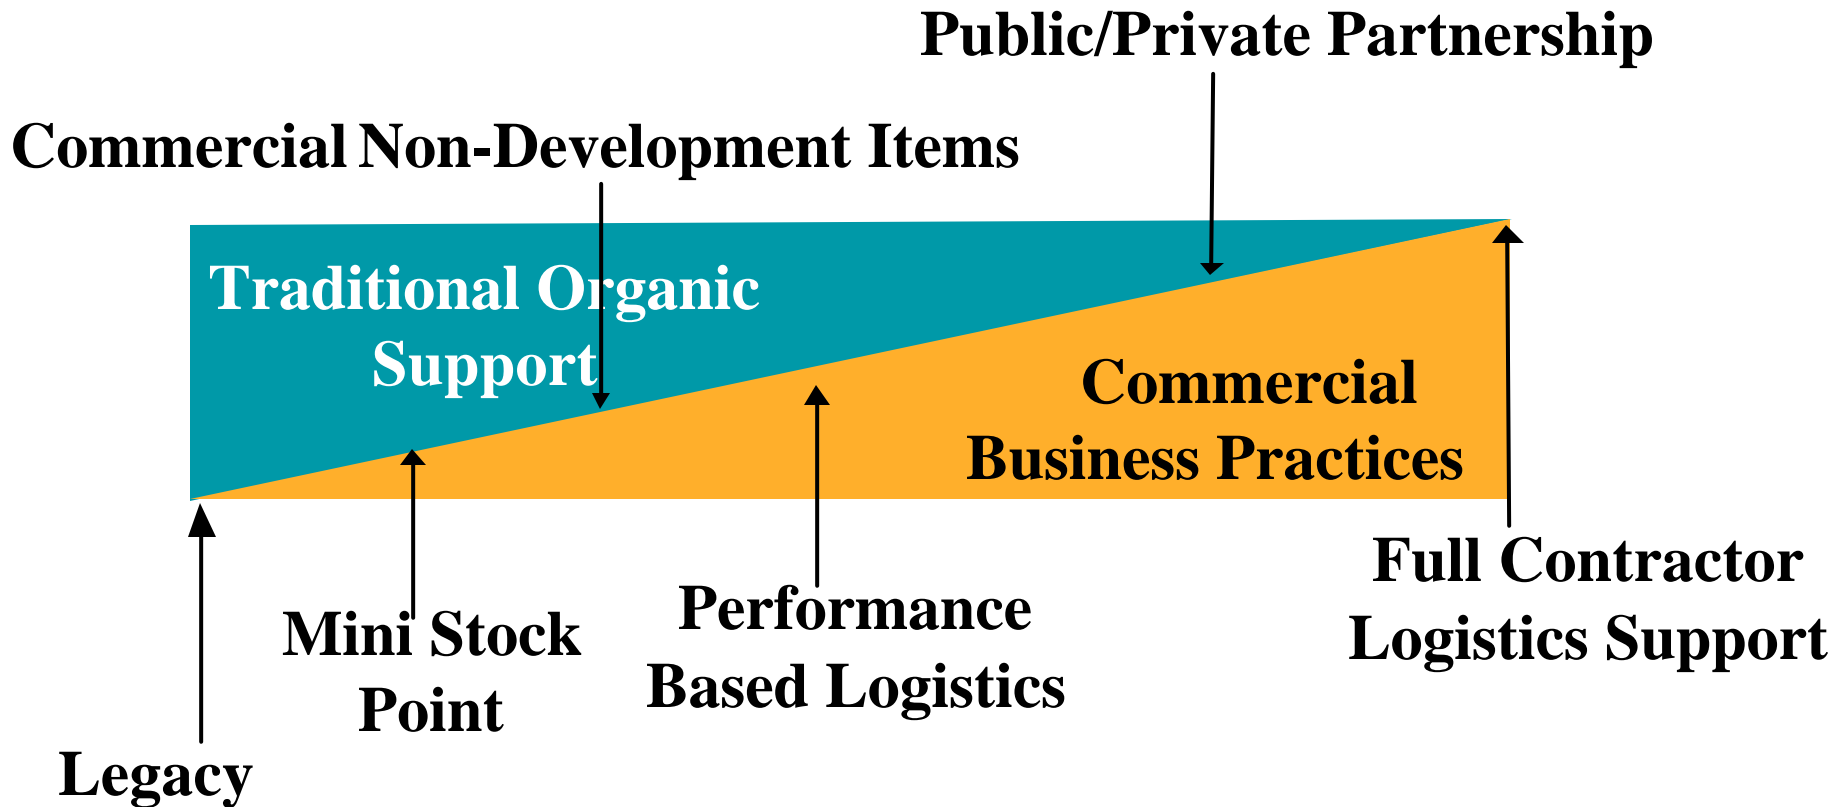 Public/Private Partnership
Commercial Non-Development Items
Traditional Organic
Support
Commercial
Business Practices
Full Contractor
Logistics Support
Performance
Based Logistics
Mini Stock
Point
Legacy